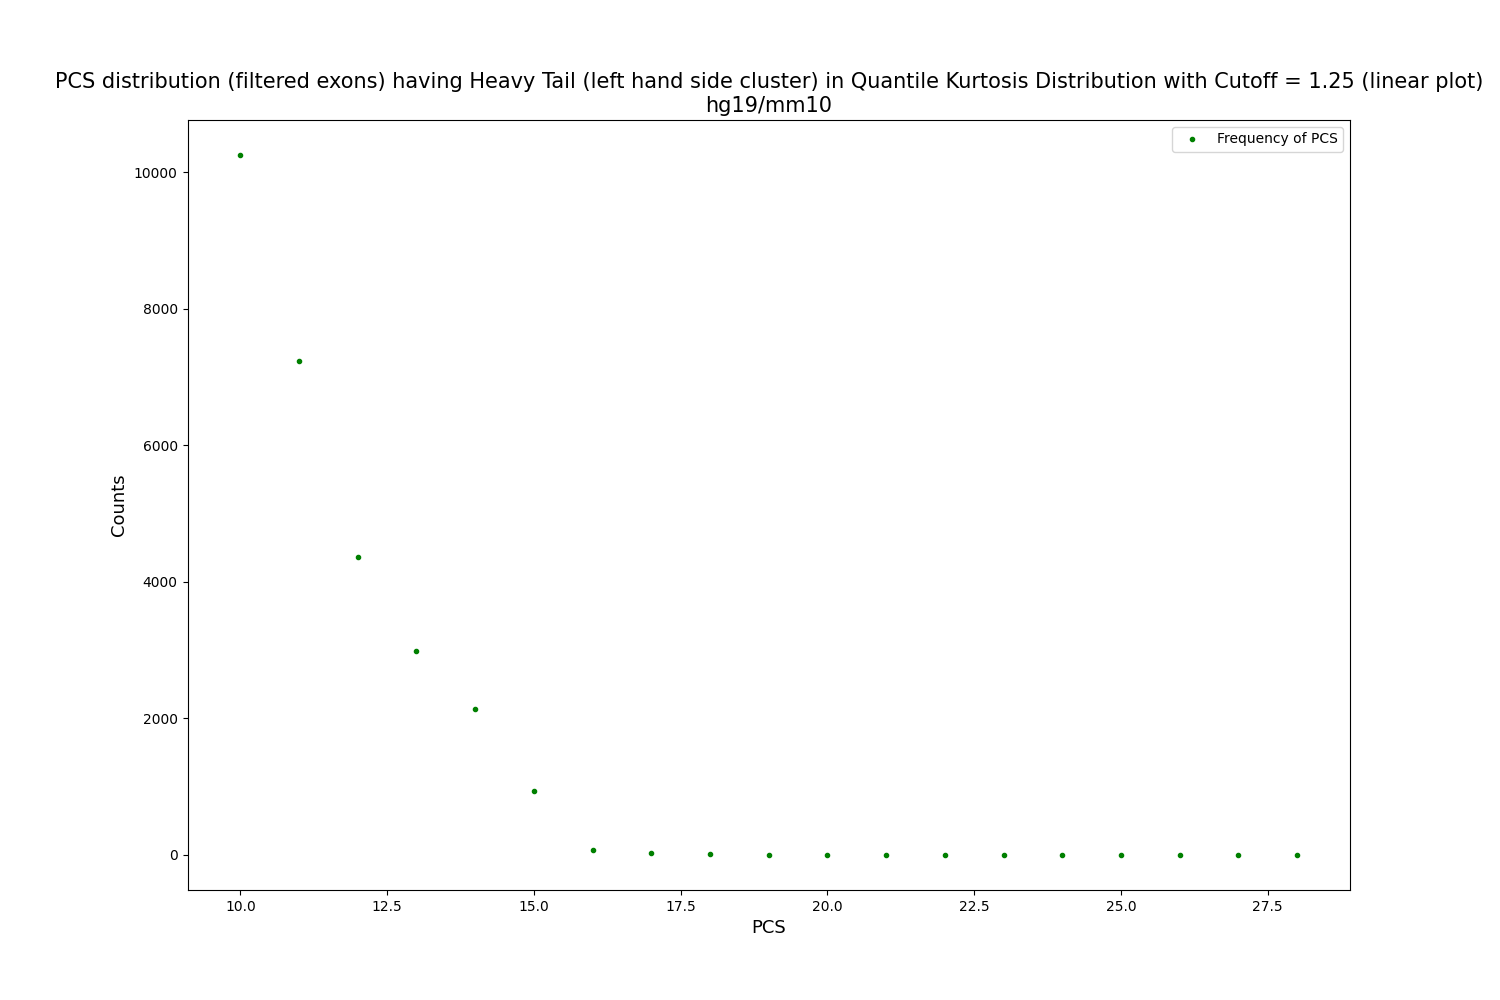 PCS distribution (filtered exons) having Heavy Tail (left hand side cluster) in Quantile Kurtosis Distribution with Cutoff = 1.25 (linear plot)
hg19/mm10
Frequency of PCS
10000
8000
6000
4000
2000
0
Counts
10.0 12.5 15.0 17.5 20.0 22.5 25.0 27.5
PCS